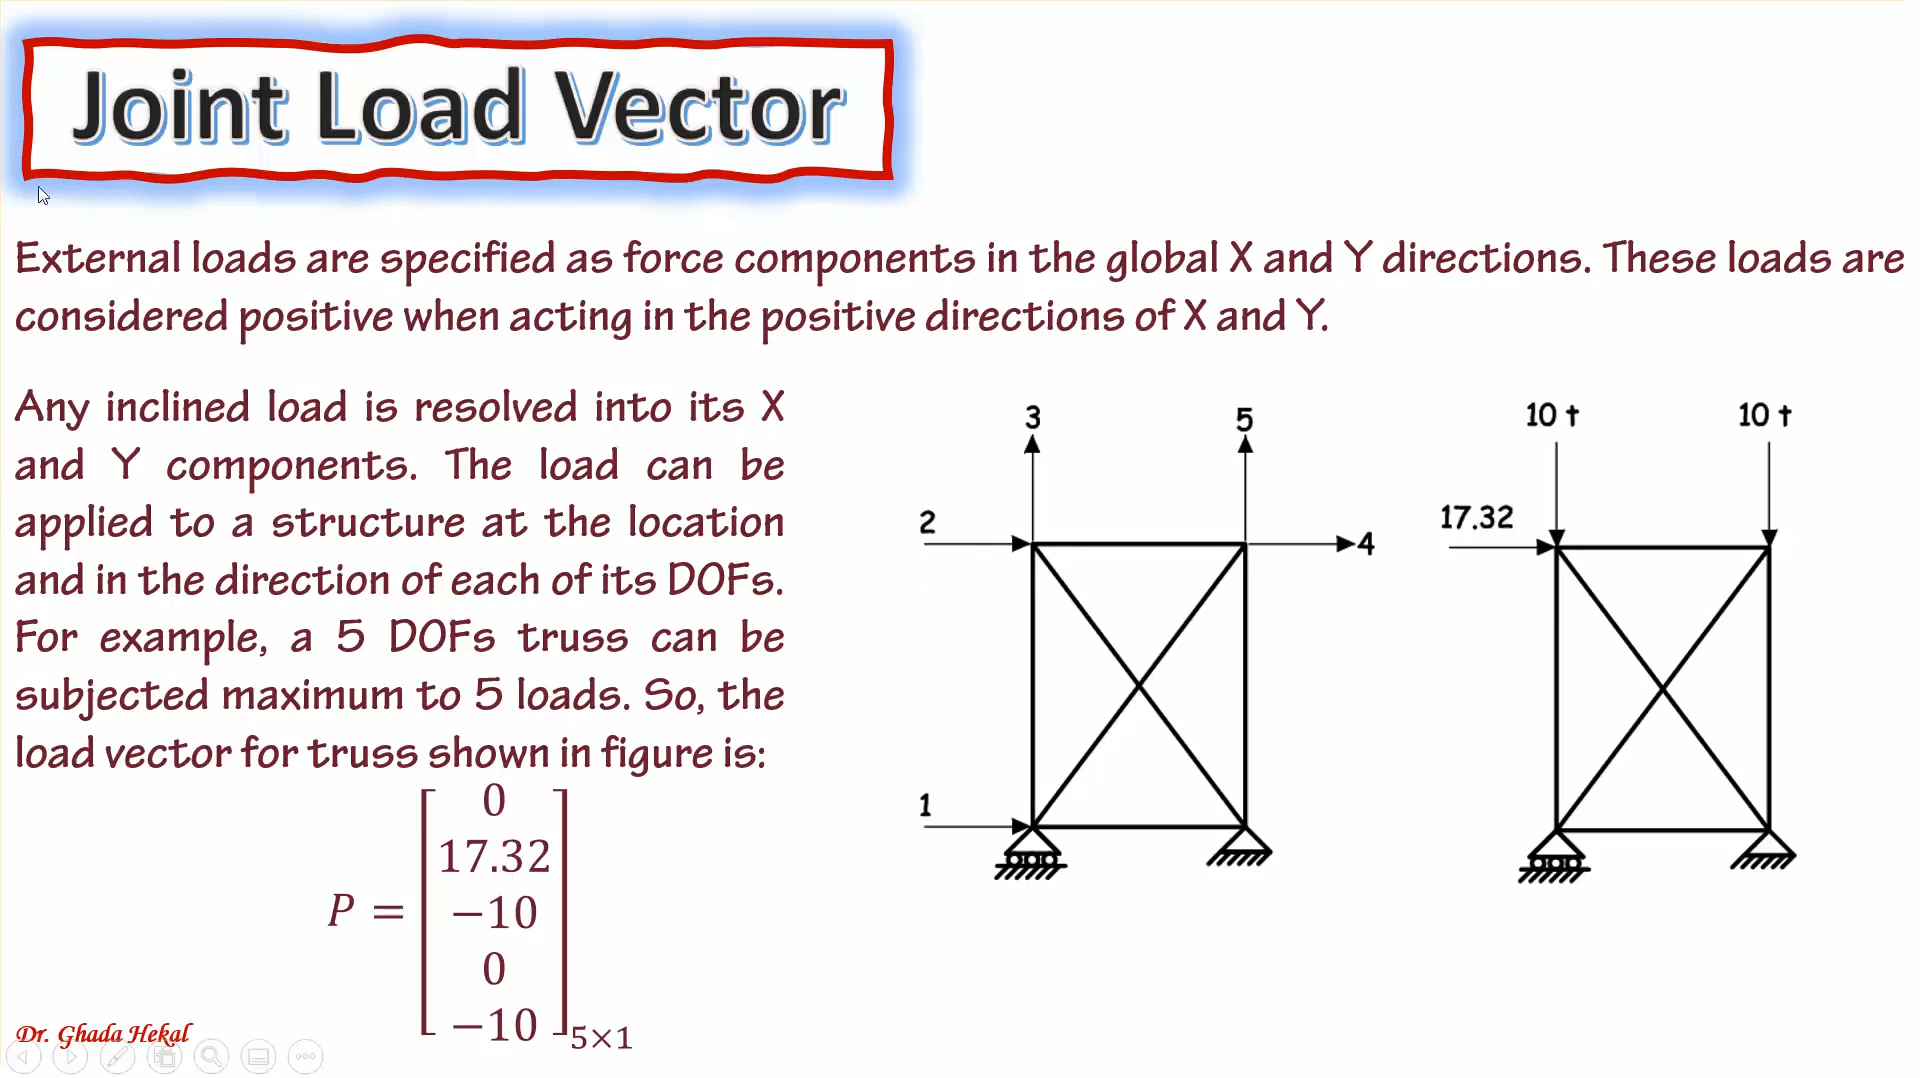 Joint Load Vector
External loads are specified as force components in the global X and Y directions. These loads are
considered positive when acting in the positive directions of X and Y.
Any inclined load is resolved into its X
and Y components. The load can be
applied to a structure at the location
and in the direction of each of its DOFs.
For example, a 5 DOFs truss can be
subjected maximum to 5 loads. So, the
load vector for truss shown in figure is:
P =
0
17.32
−10
0
−10
5×1
3
5
2
4
1
10 t
10 t
17.32
Dr. Ghada Hekal